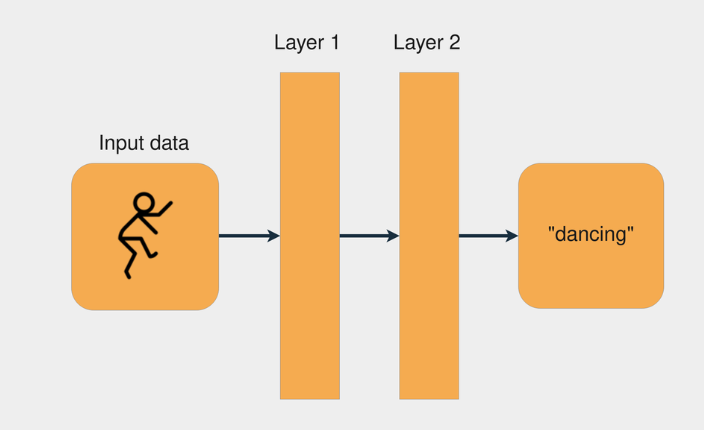 Layer 1
Layer 2
Input data
"dancing"